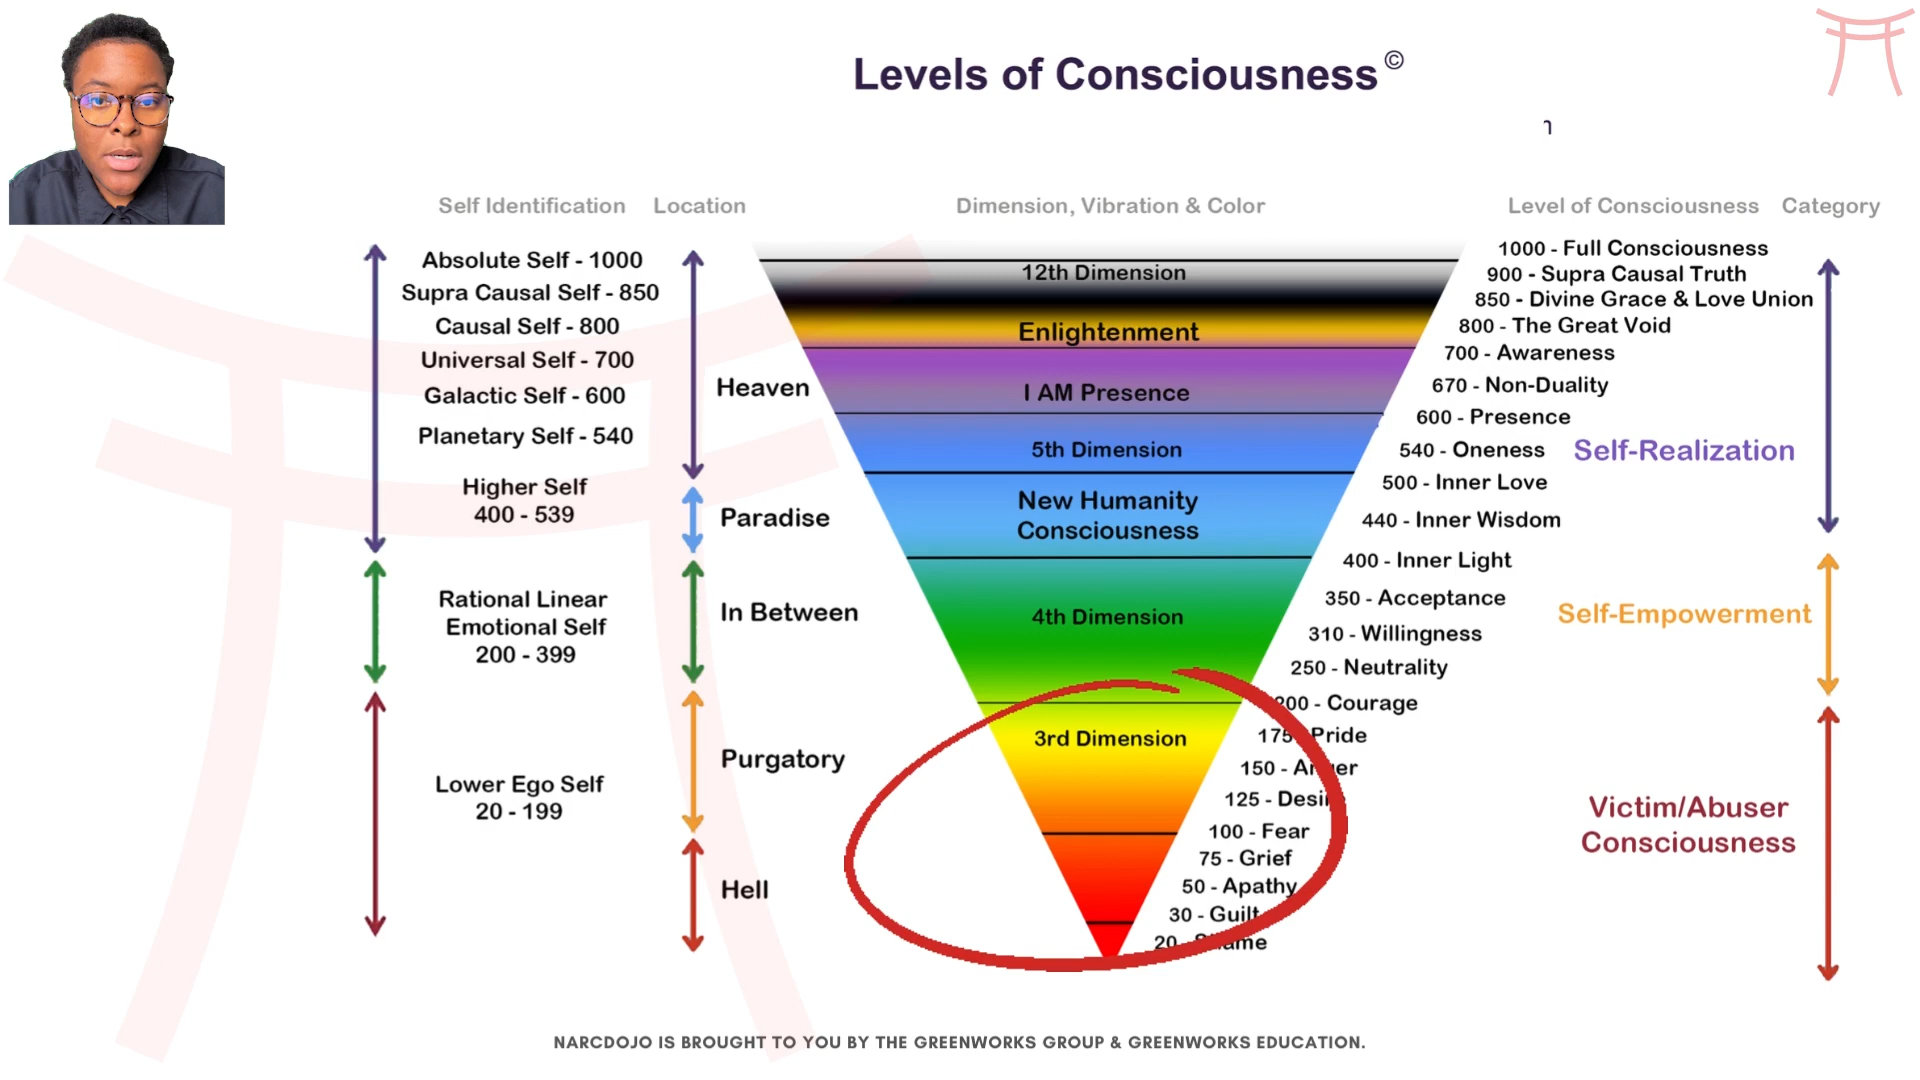 Levels of Consciousness©
Self Identification
Location
Dimension, Vibration & Color
Level of Consciousness
Category
Absolute Self - 1000
Supra Causal Self - 850
Causal Self - 800
Universal Self - 700
Galactic Self - 600
Planetary Self - 540
Higher Self
400 - 539
Rational Linear
Emotional Self
200 - 399
Lower Ego Self
20 - 199
Heaven
Paradise
In Between
Purgatory
Hell
12th Dimension
Enlightenment
I AM Presence
5th Dimension
New Humanity
Consciousness
4th Dimension
3rd Dimension
1000 - Full Consciousness
900 - Supra Causal Truth
850 - Divine Grace & Love Union
800 - The Great Void
700 - Awareness
670 - Non-Duality
600 - Presence
540 - Oneness
500 - Inner Love
440 - Inner Wisdom
400 - Inner Light
350 - Acceptance
310 - Willingness
250 - Neutrality
200 - Courage
175 - Pride
150 - Anger
125 - Desire
100 - Fear
75 - Grief
50 - Apathy
30 - Guilt
20 - Shame
Self-Realization
Self-Empowerment
Victim/Abuser
Consciousness
NARCDOJO IS BROUGHT TO YOU BY THE GREENWORKS GROUP & GREENWORKS EDUCATION.